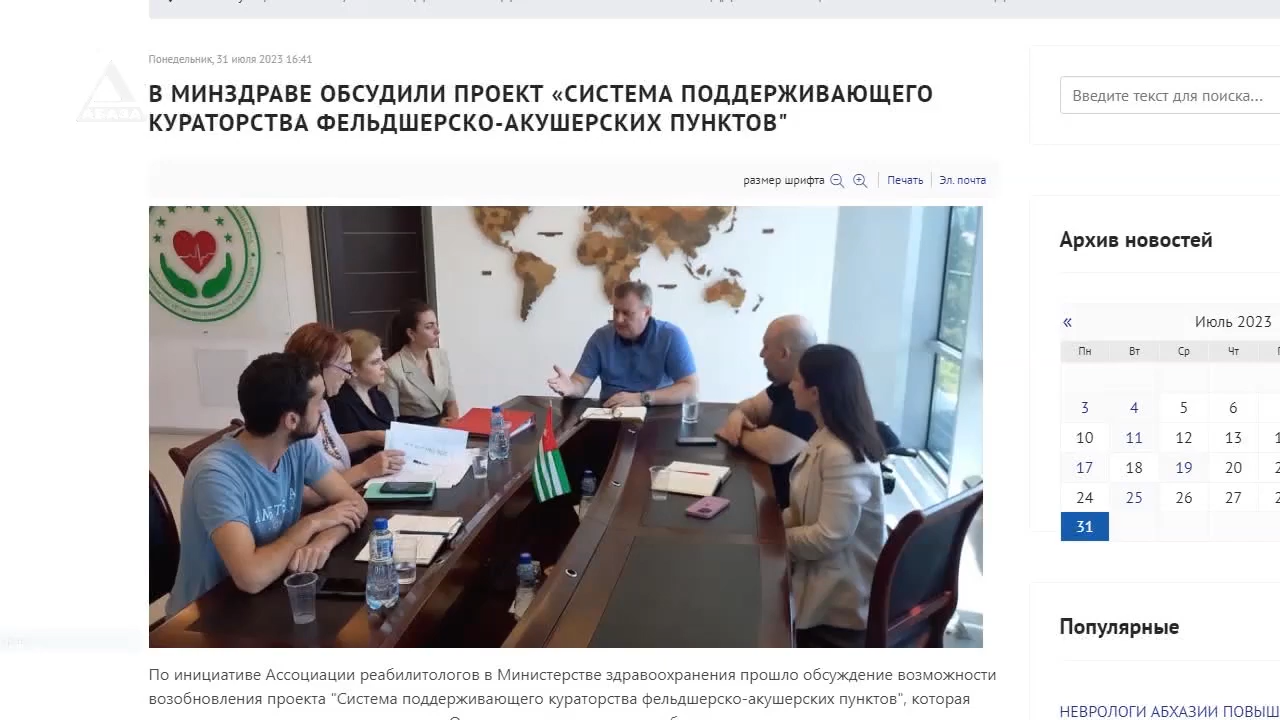 Понедельник, 31 июля 2023 16:41
АБАЗА
В МИНЗДРАВЕ ОБСУДИЛИ ПРОЕКТ «СИСТЕМА ПОДДЕРЖИВАЮЩЕГО
КУРАТОРСТВА ФЕЛЬДШЕРСКО-АКУШЕРСКИХ ПУНКТОВ"
размер шрифта Печать Эл. почта
По инициативе Ассоциации реабилитологов в Министерстве здравоохранения прошло обсуждение возможности
возобновления проекта "Система поддерживающего кураторства фельдшерско-акушерских пунктов", которая
Введите текст для поиска...
Архив новостей
« Июль 2023
Пн Вт Ср Чт
3 4 5 6
10 11 12 13
17 18 19 20
24 25 26 27
31
Популярные
НЕВРОЛОГИ АБХАЗИИ ПОВЫШ